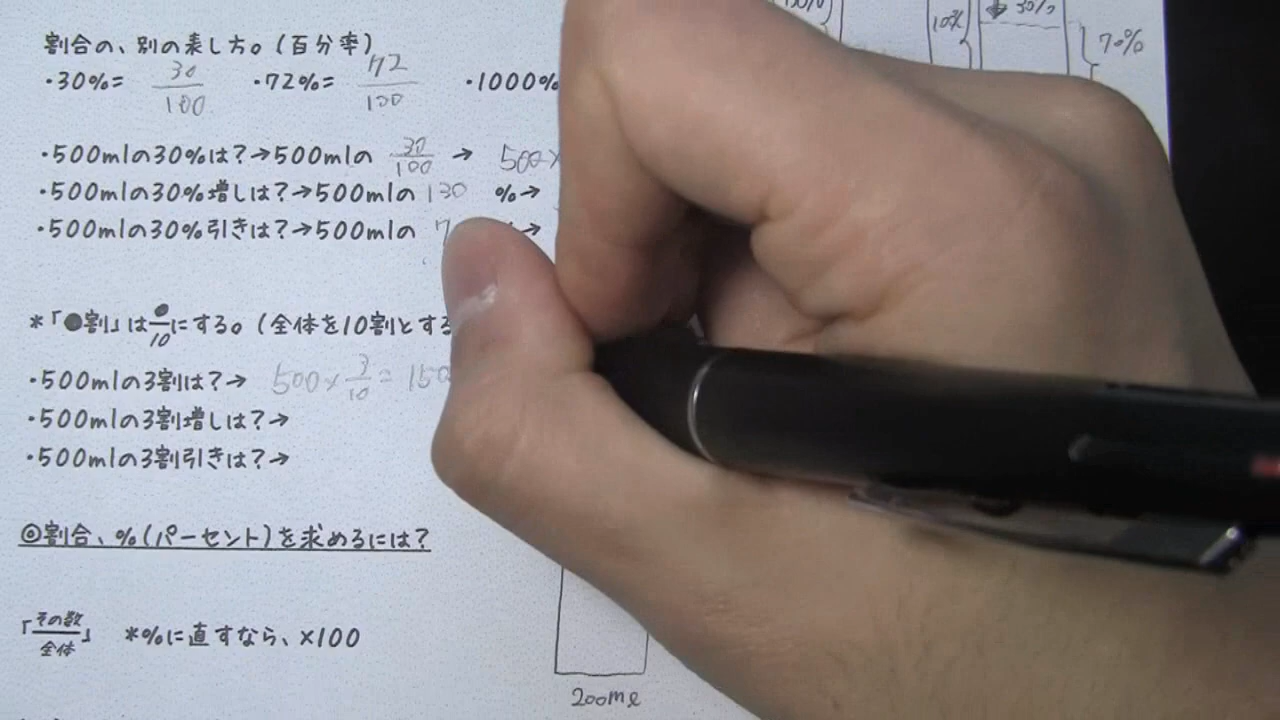 割合の、別の表し方。(百分率)
・30%= 30/100 ・72%= 72/100 ・1000%
・500mlの30%は?→500mlの 30/100 → 500×
・500mlの30%増しは?→500mlの 130 %→
・500mlの30%引きは?→500mlの 7
*「●割」は●/10にする。(全体を10割とする
・500mlの3割は?→ 500×3/10=150
・500mlの3割増しは?→
・500mlの3割引きは?→
◎割合、%(パーセント)を求めるには?
「その数/全体」 *%に直すなら、×100
200ml
10%
30%
70%